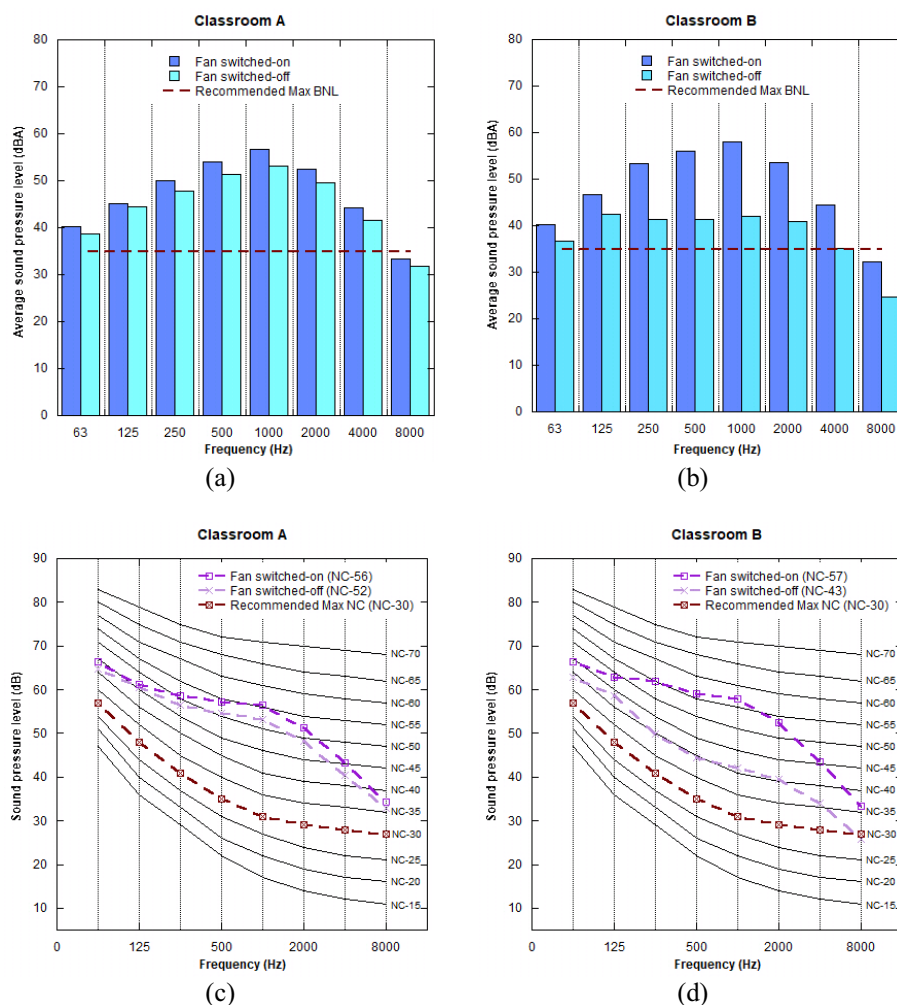 Classroom A
80
70
60
50
40
30
20
10
0
Average sound pressure level (dBA)
Fan switched-on
Fan switched-off
Recommended Max BNL
63 125 250 500 1000 2000 4000 8000
Frequency (Hz)
(a)
Classroom B
80
70
60
50
40
30
20
10
0
Average sound pressure level (dBA)
Fan switched-on
Fan switched-off
Recommended Max BNL
63 125 250 500 1000 2000 4000 8000
Frequency (Hz)
(b)
Classroom A
90
80
70
60
50
40
30
20
10
Sound pressure level (dB)
Fan switched-on (NC-56)
Fan switched-off (NC-52)
Recommended Max NC (NC-30)
NC-70
NC-65
NC-60
NC-55
NC-50
NC-45
NC-40
NC-35
NC-30
NC-25
NC-20
NC-15
0 125 500 2000 8000
Frequency (Hz)
(c)
Classroom B
90
80
70
60
50
40
30
20
10
Sound pressure level (dB)
Fan switched-on (NC-57)
Fan switched-off (NC-43)
Recommended Max NC (NC-30)
NC-70
NC-65
NC-60
NC-55
NC-50
NC-45
NC-40
NC-35
NC-30
NC-25
NC-20
NC-15
0 125 500 2000 8000
Frequency (Hz)
(d)